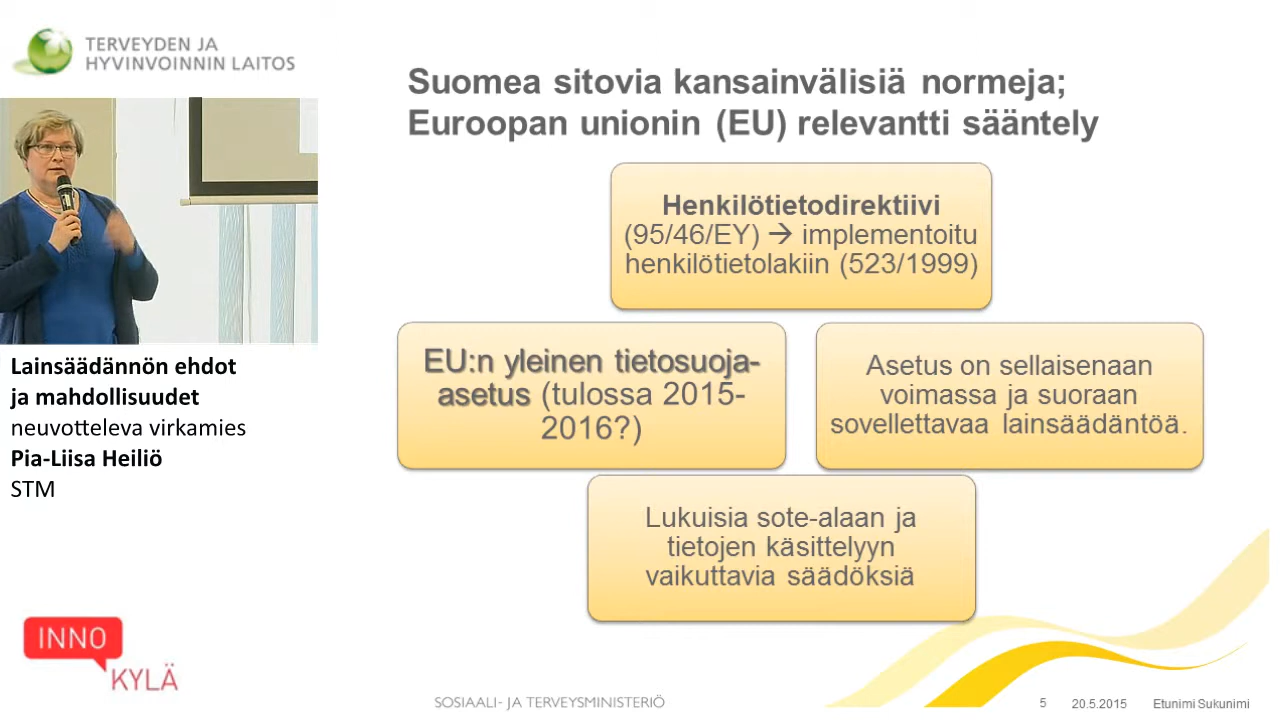 TERVEYDEN JA
HYVINVOINNIN LAITOS
Suomea sitovia kansainvälisiä normeja;
Euroopan unionin (EU) relevantti sääntely
Henkilötietodirektiivi
(95/46/EY) → implementoitu
henkilötietolakiin (523/1999)
EU:n yleinen tietosuoja-
asetus (tulossa 2015-
2016?)
Asetus on sellaisenaan
voimassa ja suoraan
sovellettavaa lainsäädäntöä.
Lukuisia sote-alaan ja
tietojen käsittelyyn
vaikuttavia säädöksiä
Lainsäädännön ehdot
ja mahdollisuudet
neuvotteleva virkamies
Pia-Liisa Heiliö
STM
INNO
KYLÄ
SOSIAALI- JA TERVEYSMINISTERIÖ
5 20.5.2015 Etunimi Sukunimi